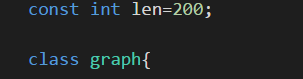 const int len=200;
class graph{